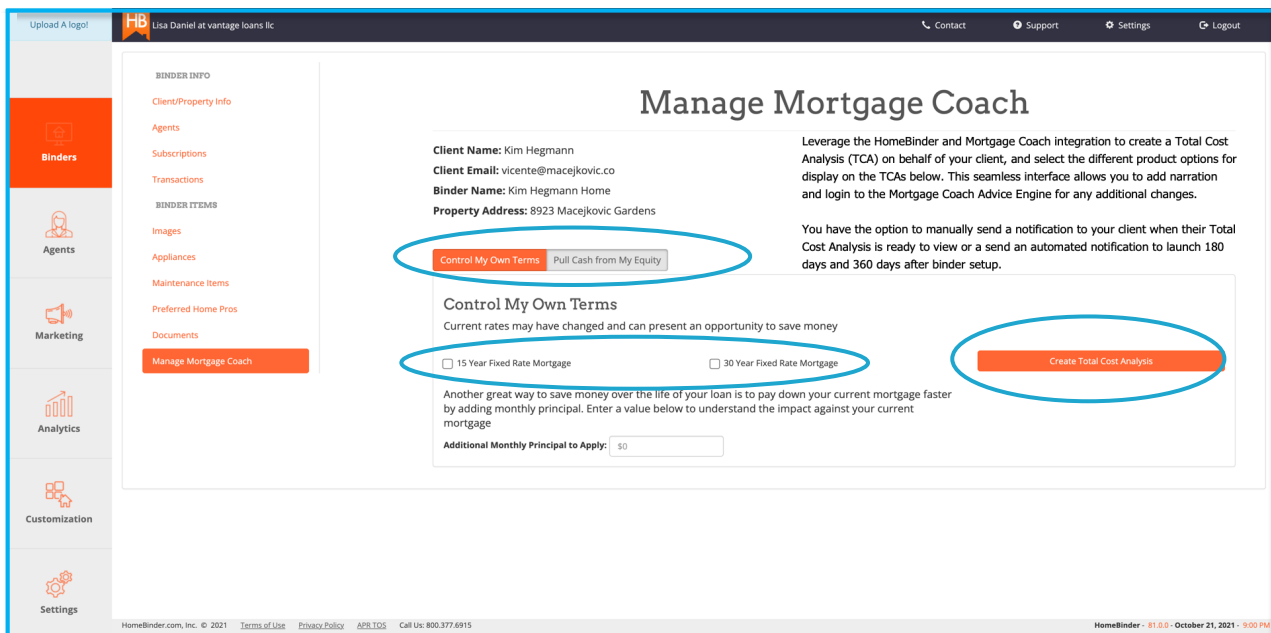 Upload A logo!
HB Lisa Daniel at vantage loans llc
Contact
Support
Settings
Logout
Binders
Agents
Marketing
Analytics
Customization
Settings
BINDER INFO
Client/Property Info
Agents
Subscriptions
Transactions
BINDER ITEMS
Images
Appliances
Maintenance Items
Preferred Home Pros
Documents
Manage Mortgage Coach
Manage Mortgage Coach
Client Name: Kim Hegmann
Client Email: vicente@macejkovic.co
Binder Name: Kim Hegmann Home
Property Address: 8923 Macejkovic Gardens
Leverage the HomeBinder and Mortgage Coach integration to create a Total Cost
Analysis (TCA) on behalf of your client, and select the different product options for
display on the TCAs below. This seamless interface allows you to add narration
and login to the Mortgage Coach Advice Engine for any additional changes.
You have the option to manually send a notification to your client when their Total
Cost Analysis is ready to view or a send an automated notification to launch 180
days and 360 days after binder setup.
Control My Own Terms
Pull Cash from My Equity
Control My Own Terms
Current rates may have changed and can present an opportunity to save money
15 Year Fixed Rate Mortgage
30 Year Fixed Rate Mortgage
Create Total Cost Analysis
Another great way to save money over the life of your loan is to pay down your current mortgage faster
by adding monthly principal. Enter a value below to understand the impact against your current
mortgage
Additional Monthly Principal to Apply: $0
HomeBinder.com, Inc. © 2021 Terms of Use Privacy Policy APR TOS Call Us: 800.377.6915
HomeBinder - 81.0.0 - October 21, 2021 - 9:00 PM